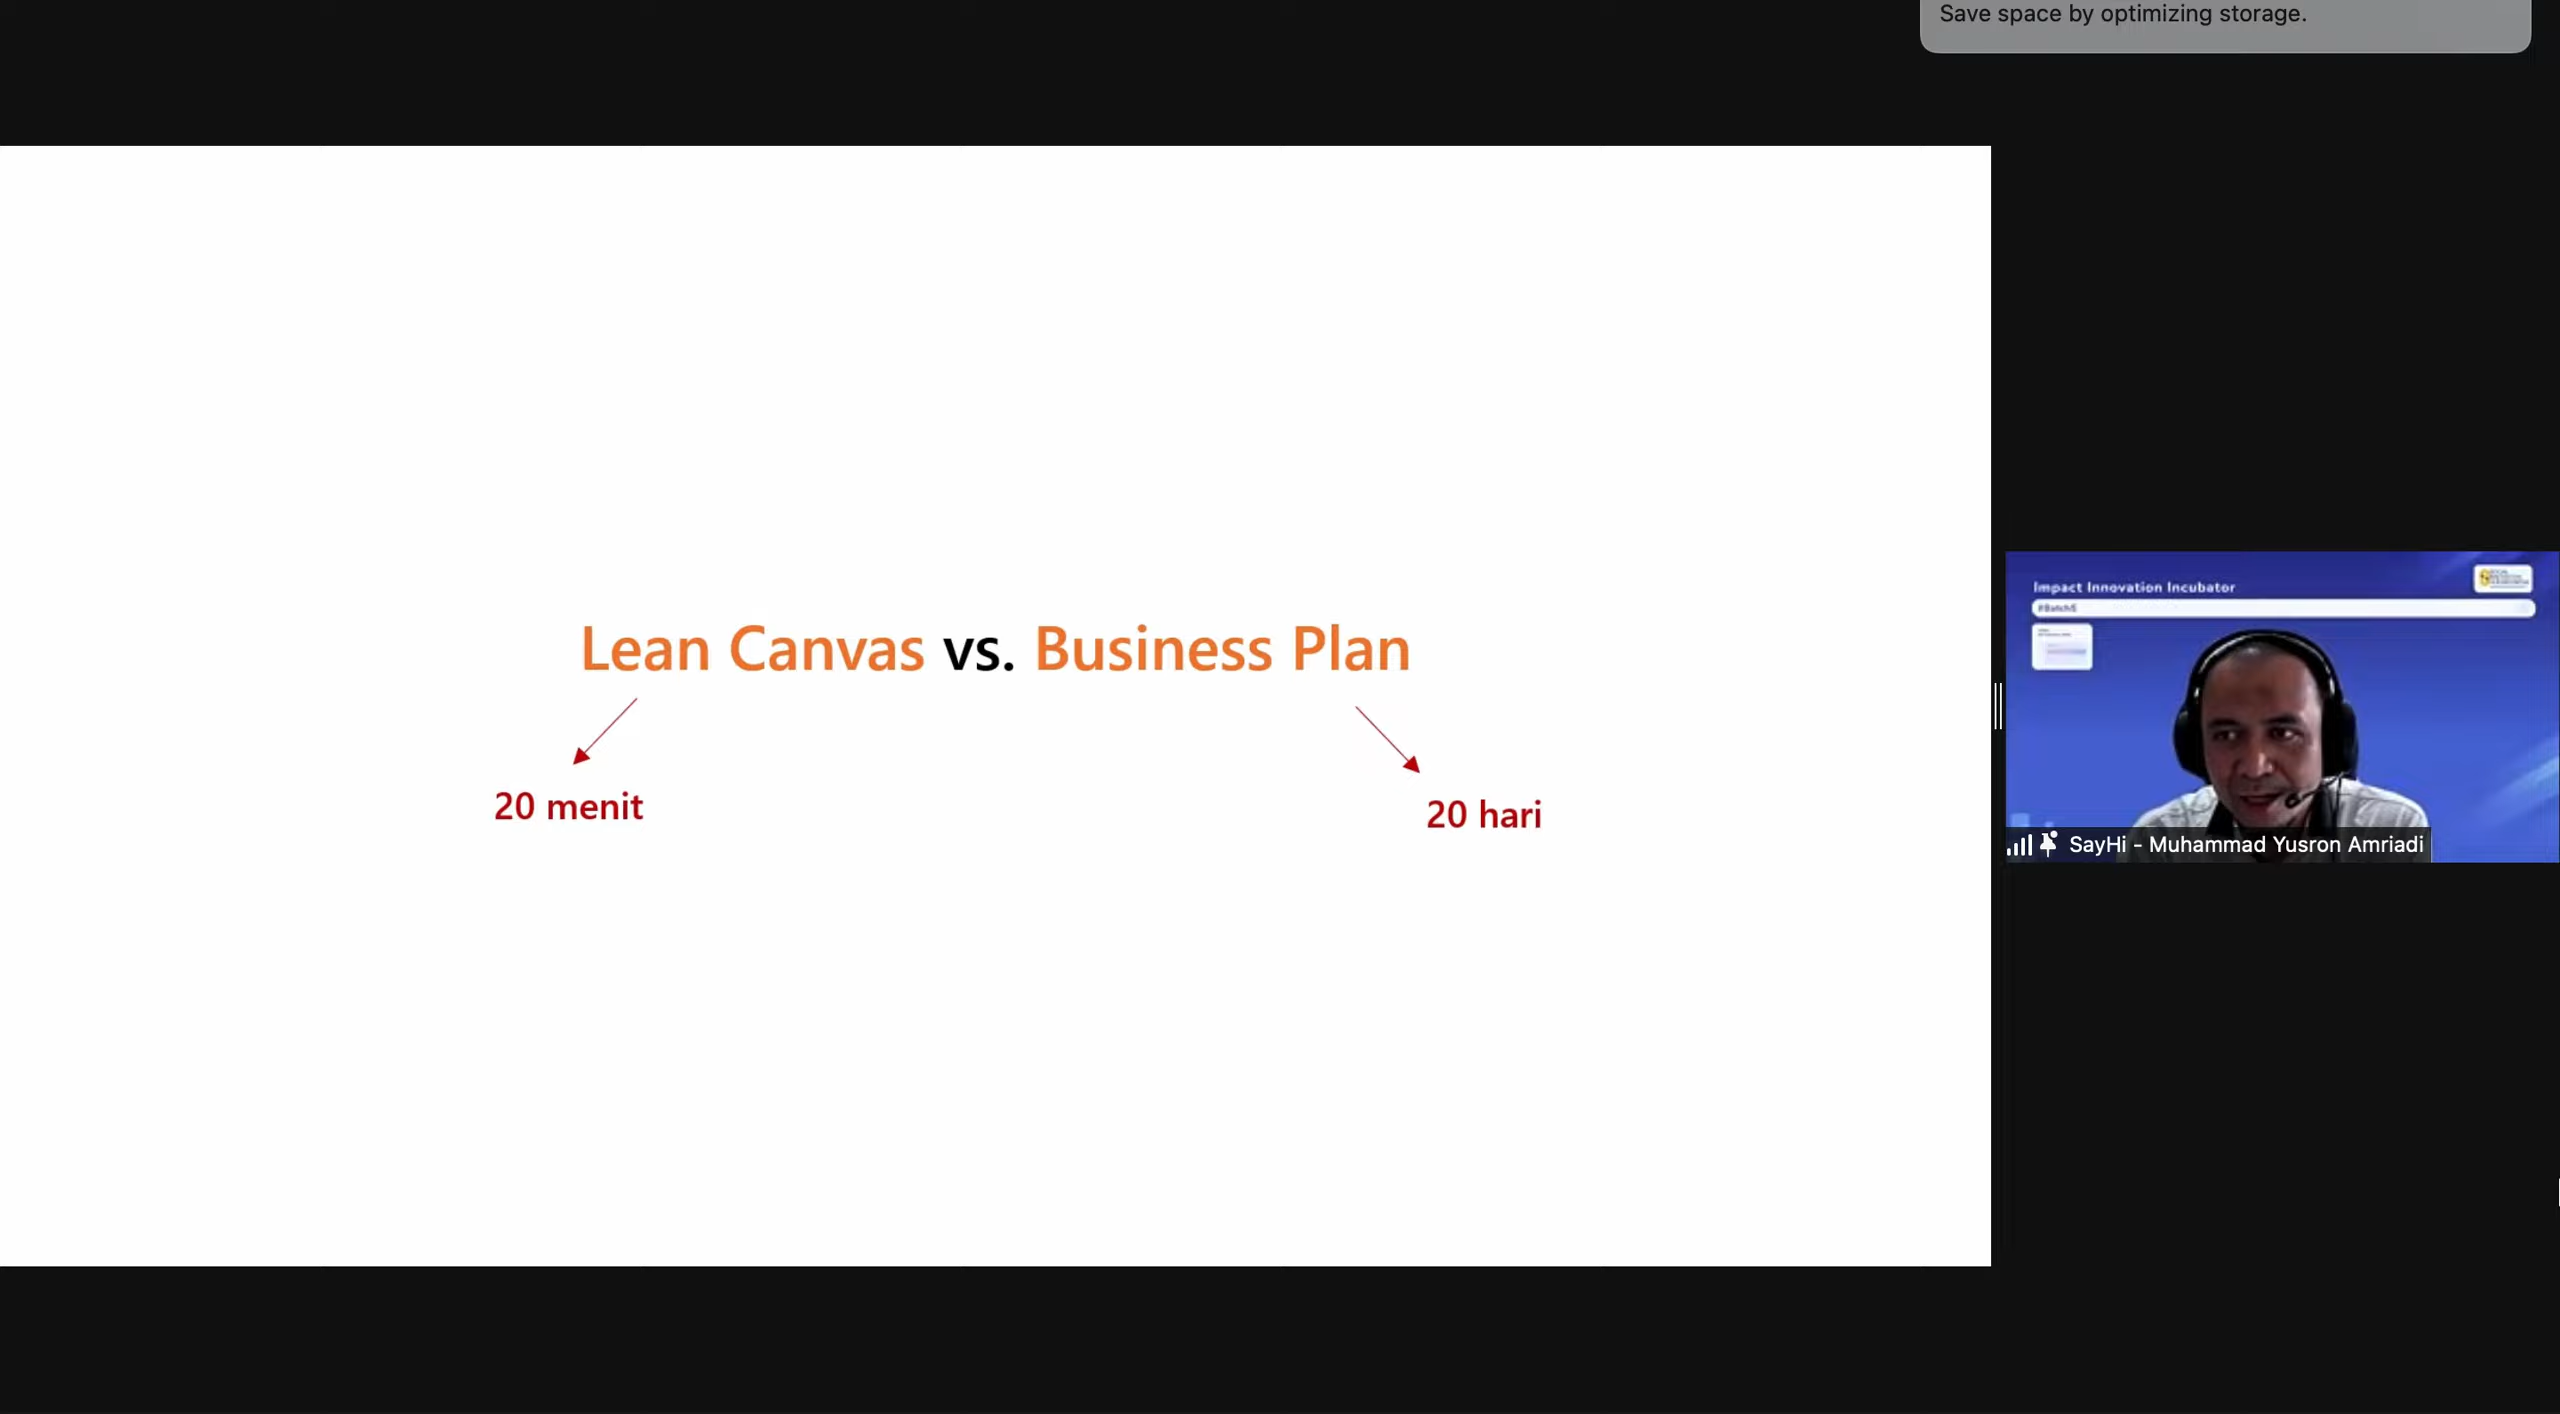 Save space by optimizing storage.
Lean Canvas vs. Business Plan
20 menit
20 hari
Impact Innovation Incubator
#Batch5
SayHi - Muhammad Yusron Amriadi